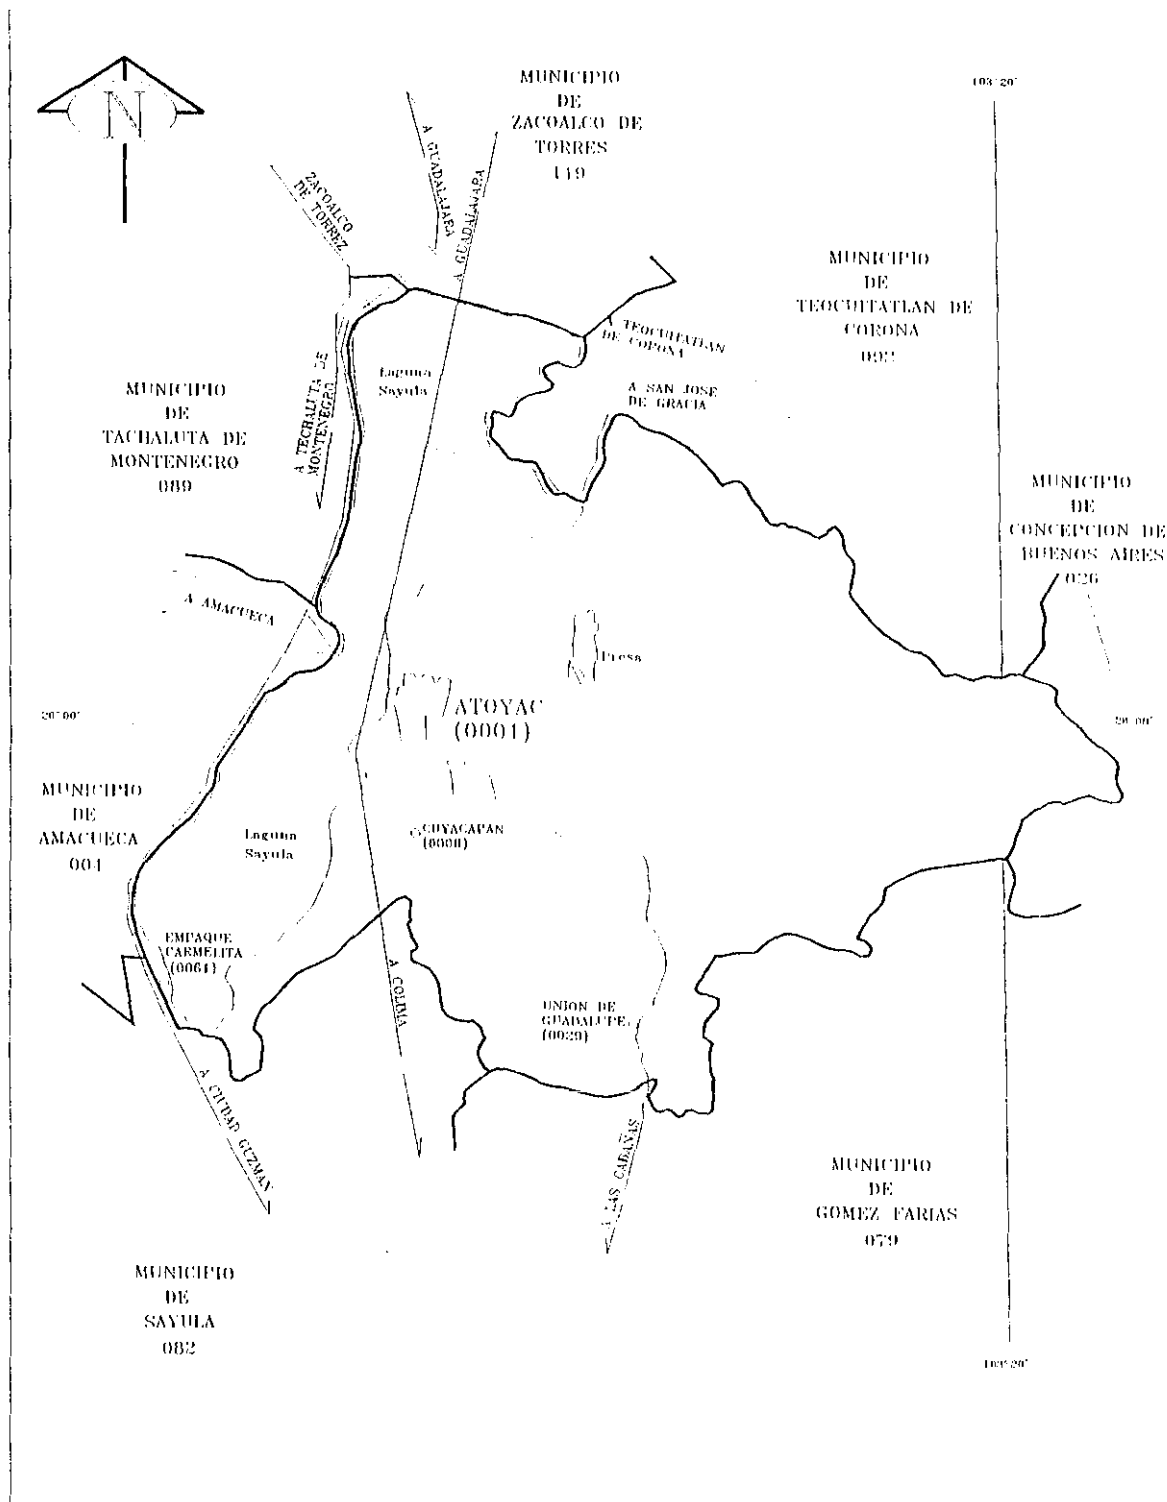 N
MUNICIPIO
DE
ZACOALCO DE
TORRES
119
103°20'
A GUADALAJARA
A GUADALAJARA
ZACOALCO
DE TORREZ
MUNICIPIO
DE
TEOCUITATLAN DE
CORONA
092
A TEOCUITATLAN
DE CORONA
Laguna
Sayula
A SAN JOSE
DE GRACIA
A TECHALUTA DE
MONTENEGRO
MUNICIPIO
DE
TACHALUTA DE
MONTENEGRO
089
MUNICIPIO
DE
CONCEPCION DE
BUENOS AIRES
026
A AMACUECA
Presa
ATOYAC
(0001)
20°00'
20°00'
MUNICIPIO
DE
AMACUECA
004
Laguna
Sayula
CUYACAPAN
(0008)
EMPAQUE
CARMELITA
(0064)
A COLIMA
UNION DE
GUADALUPE
(0029)
A CIUDAD GUZMAN
A LAS CABAÑAS
MUNICIPIO
DE
GOMEZ FARIAS
079
MUNICIPIO
DE
SAYULA
082
103°20'